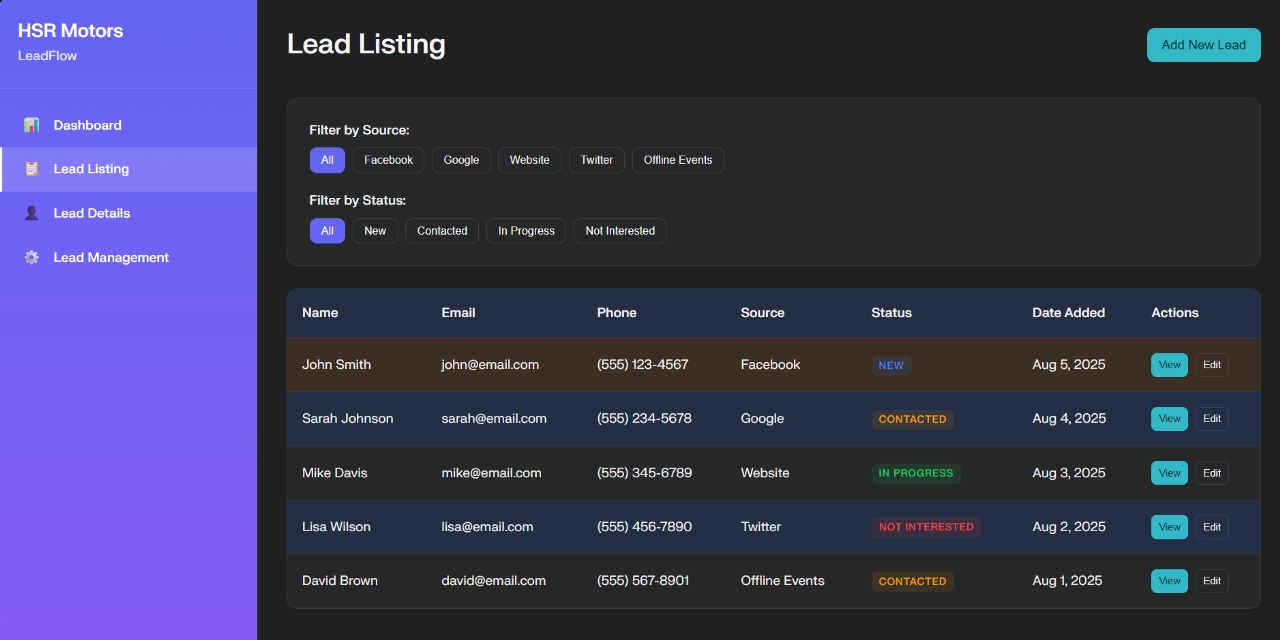 HSR Motors
LeadFlow
Dashboard
Lead Listing
Lead Details
Lead Management
Lead Listing
Add New Lead
Filter by Source:
All Facebook Google Website Twitter Offline Events
Filter by Status:
All New Contacted In Progress Not Interested
Name Email Phone Source Status Date Added Actions
John Smith john@email.com (555) 123-4567 Facebook NEW Aug 5, 2025 View Edit
Sarah Johnson sarah@email.com (555) 234-5678 Google CONTACTED Aug 4, 2025 View Edit
Mike Davis mike@email.com (555) 345-6789 Website IN PROGRESS Aug 3, 2025 View Edit
Lisa Wilson lisa@email.com (555) 456-7890 Twitter NOT INTERESTED Aug 2, 2025 View Edit
David Brown david@email.com (555) 567-8901 Offline Events CONTACTED Aug 1, 2025 View Edit